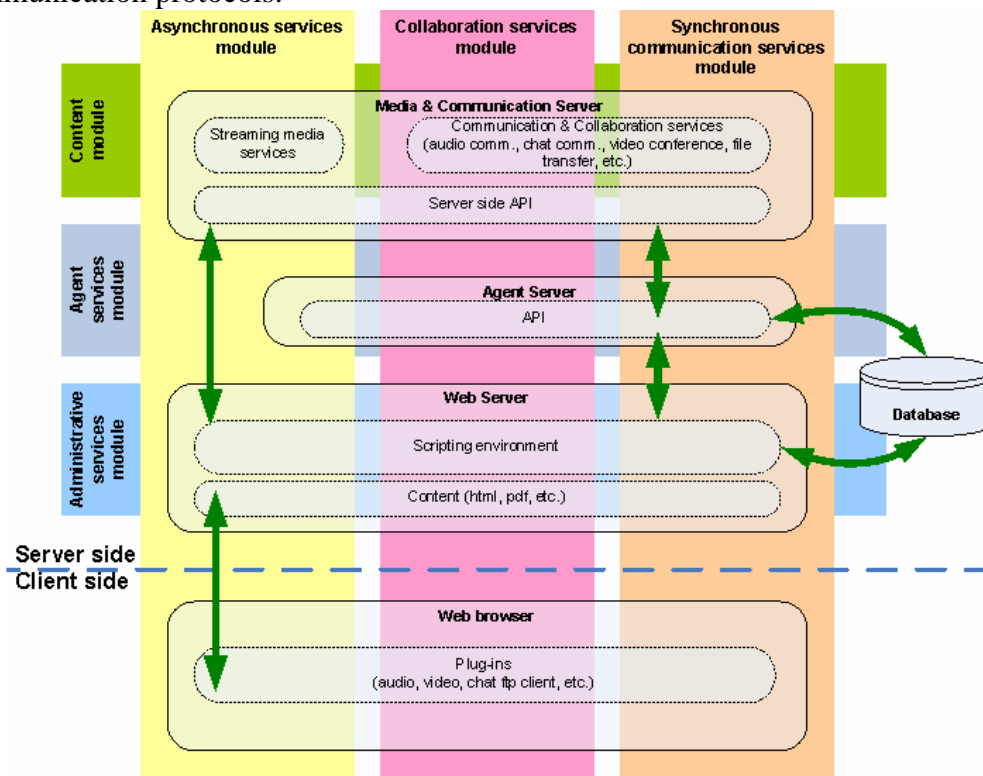 munication protocols.
Asynchronous services
module
Collaboration services
module
Synchronous
communication services
module
Content
module
Media & Communication Server
Streaming media
services
Communication & Collaboration services
(audio comm., chat comm., video conference, file
transfer, etc.)
Server side API
Agent
services
module
Agent Server
API
Database
Administrative
services
module
Web Server
Scripting environment
Content (html, pdf, etc.)
Server side
Client side
Web browser
Plug-ins
(audio, video, chat ftp client, etc.)